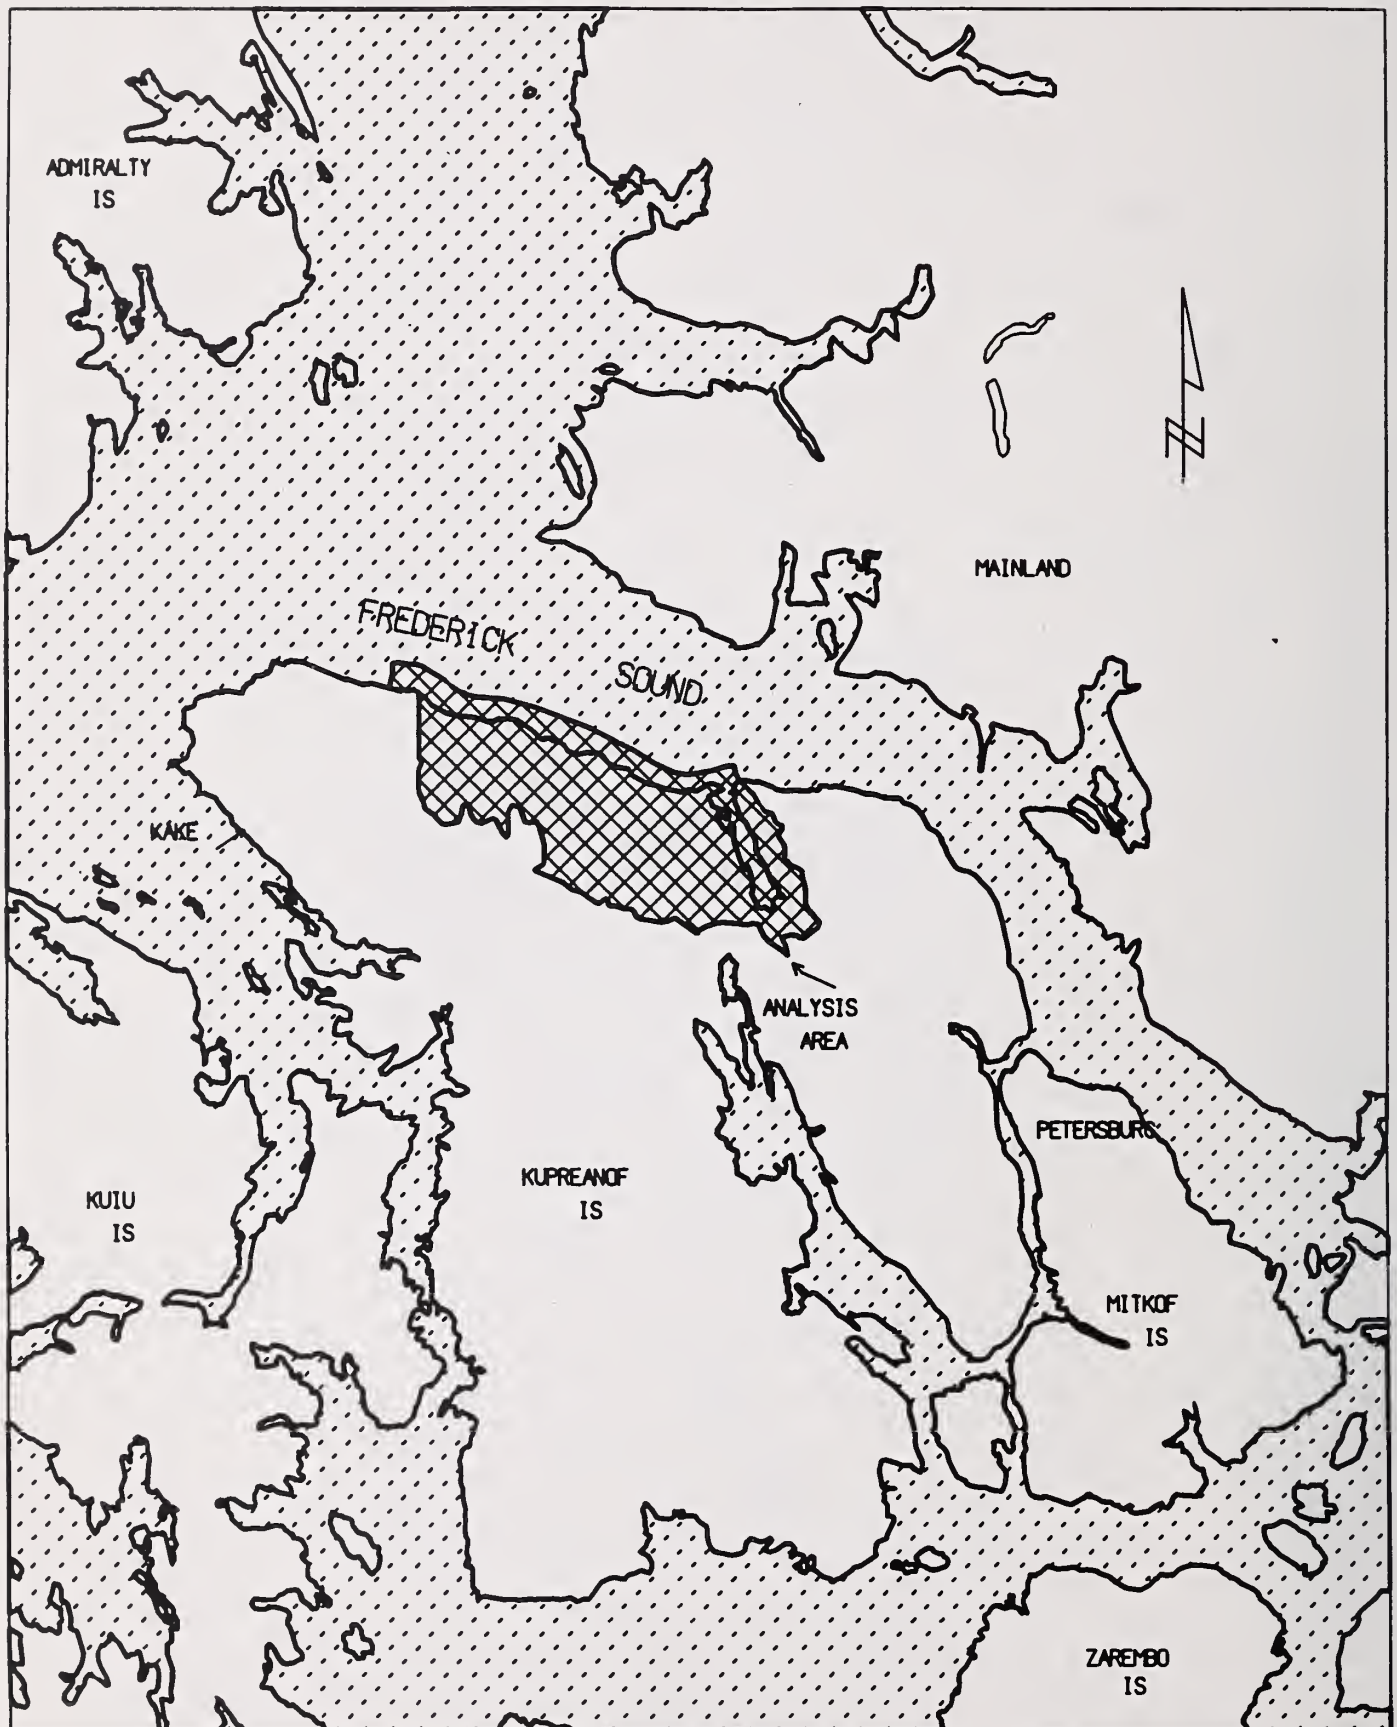 ADMIRALTY
IS
MAINLAND
FREDERICK
SOUND
KAKE
ANALYSIS
AREA
PETERSBURG
KUPREANOF
IS
KUIU
IS
MITKOF
IS
ZAREMBO
IS
N